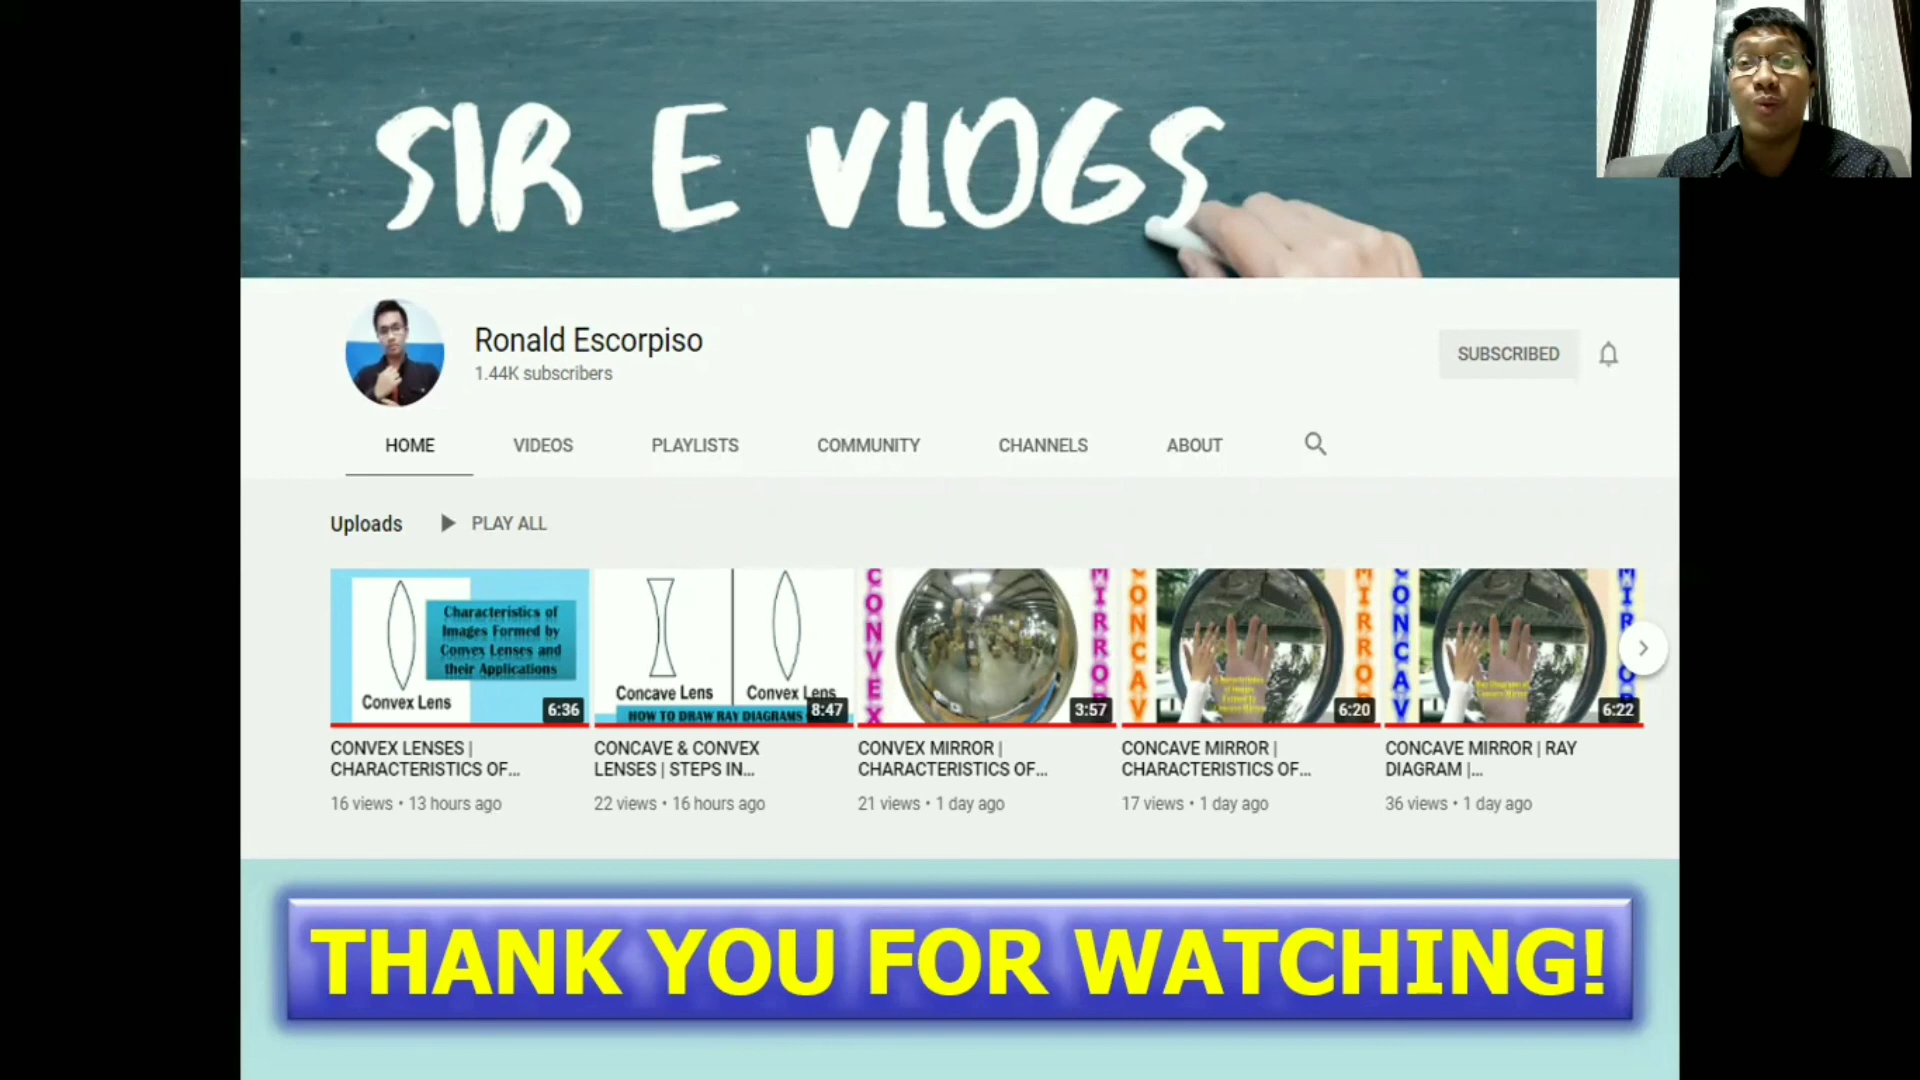 SIR E VLOGS
Ronald Escorpiso
1.44K subscribers
SUBSCRIBED
HOME
VIDEOS
PLAYLISTS
COMMUNITY
CHANNELS
ABOUT
Uploads
PLAY ALL
Characteristics of
Images Formed by
Convex Lenses and
their Applications
Convex Lens
6:36
Concave Lens
Convex Lens
HOW TO DRAW RAY DIAGRAMS
8:47
CONVEX
MIRROR
3:57
CONCAV
MIRROR
6:20
CONCAV
MIRRO
6:22
CONVEX LENSES |
CHARACTERISTICS OF...
16 views • 13 hours ago
CONCAVE & CONVEX
LENSES | STEPS IN...
22 views • 16 hours ago
CONVEX MIRROR |
CHARACTERISTICS OF...
21 views • 1 day ago
CONCAVE MIRROR |
CHARACTERISTICS OF...
17 views • 1 day ago
CONCAVE MIRROR | RAY
DIAGRAM |...
36 views • 1 day ago
THANK YOU FOR WATCHING!